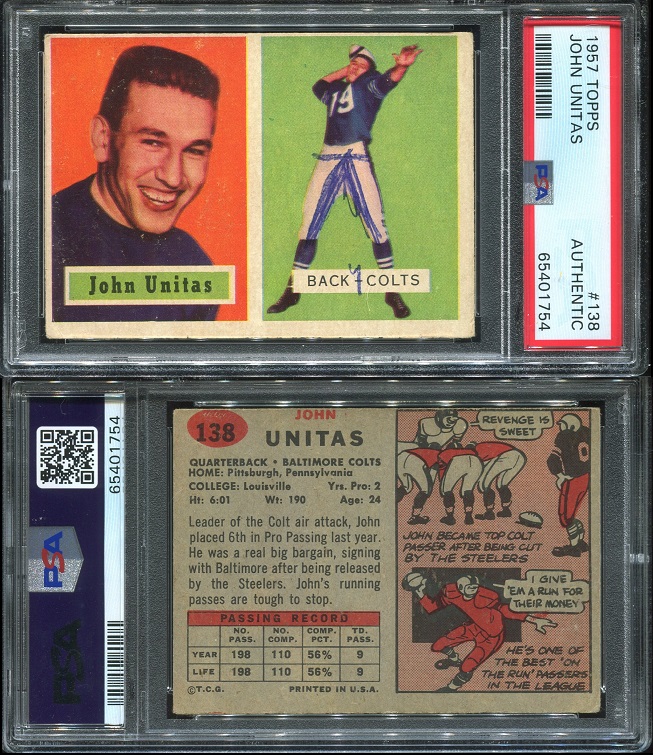 1957 TOPPS
JOHN UNITAS
#138
AUTHENTIC
65401754
PSA
19
John Unitas
BACK-COLTS
65401754
PSA
PSA
138
JOHN
UNITAS
QUARTERBACK • BALTIMORE COLTS
HOME: Pittsburgh, Pennsylvania
COLLEGE: Louisville Yrs. Pro: 2
Ht: 6:01 Wt: 190 Age: 24
Leader of the Colt air attack, John
placed 6th in Pro Passing last year.
He was a real big bargain, signing
with Baltimore after being released
by the Steelers. John's running
passes are tough to stop.
PASSING RECORD
NO. PASS. NO. COMP. COMP. PCT. TD. PASS.
YEAR 198 110 56% 9
LIFE 198 110 56% 9
©T.C.G. PRINTED IN U.S.A.
REVENGE IS
SWEET
JOHN BECAME TOP COLT
PASSER AFTER BEING CUT
BY THE STEELERS
I GIVE
'EM A RUN FOR
THEIR MONEY
HE'S ONE OF
THE BEST "ON
THE RUN" PASSERS
IN THE LEAGUE